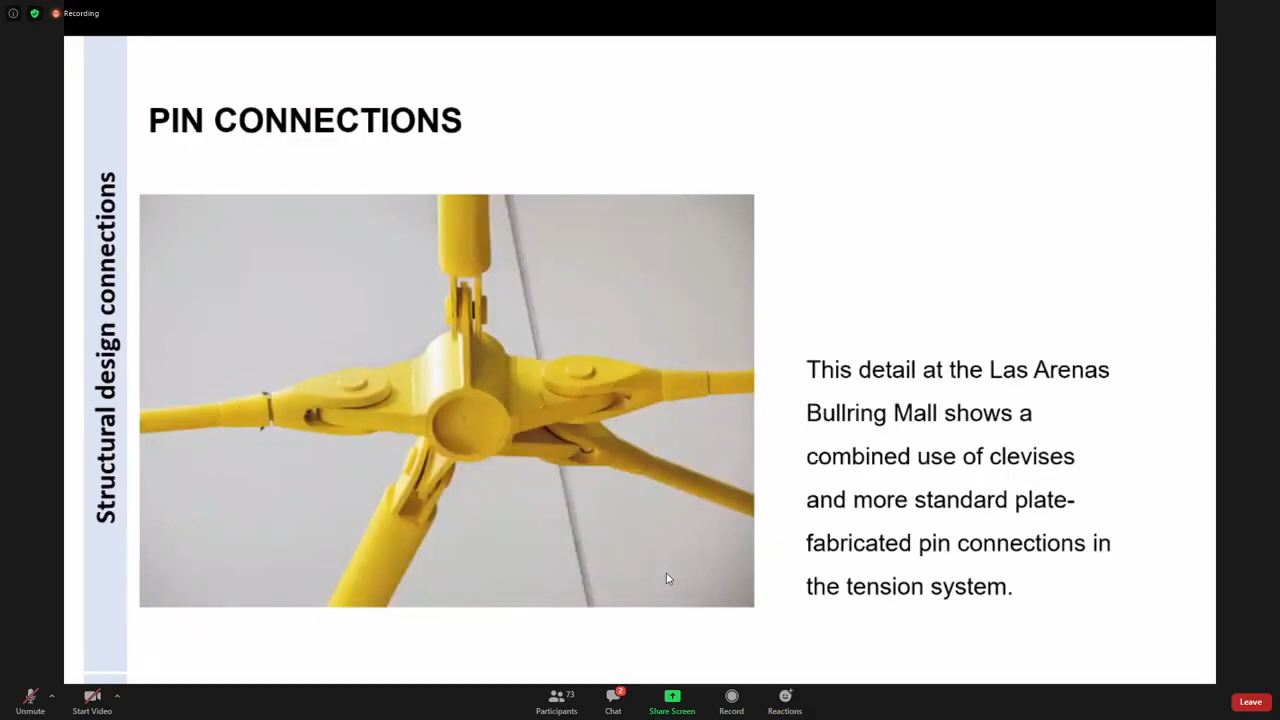 Recording
PIN CONNECTIONS
Structural design connections
This detail at the Las Arenas
Bullring Mall shows a
combined use of clevises
and more standard plate-
fabricated pin connections in
the tension system.
Unmute
Start Video
73
Participants
2
Chat
Share Screen
Record
Reactions
Leave